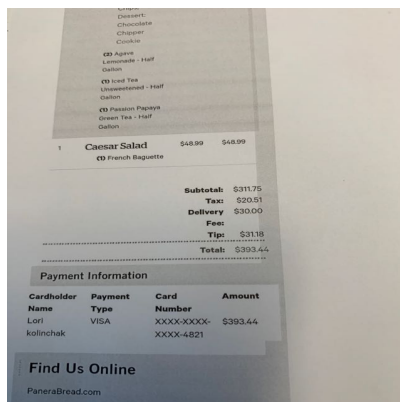 Chips,
Dessert:
Chocolate
Chipper
Cookie
(2) Agave
Lemonade - Half
Gallon
(1) Iced Tea
Unsweetened - Half
Gallon
(1) Passion Papaya
Green Tea - Half
Gallon
1 Caesar Salad $48.99 $48.99
(1) French Baguette
Subtotal: $311.75
Tax: $20.51
Delivery $30.00
Fee:
Tip: $31.18
Total: $393.44
Payment Information
Cardholder Payment Card Amount
Name Type Number
Lori VISA XXXX-XXXX- $393.44
kolinchak XXXX-4821
Find Us Online
PaneraBread.com